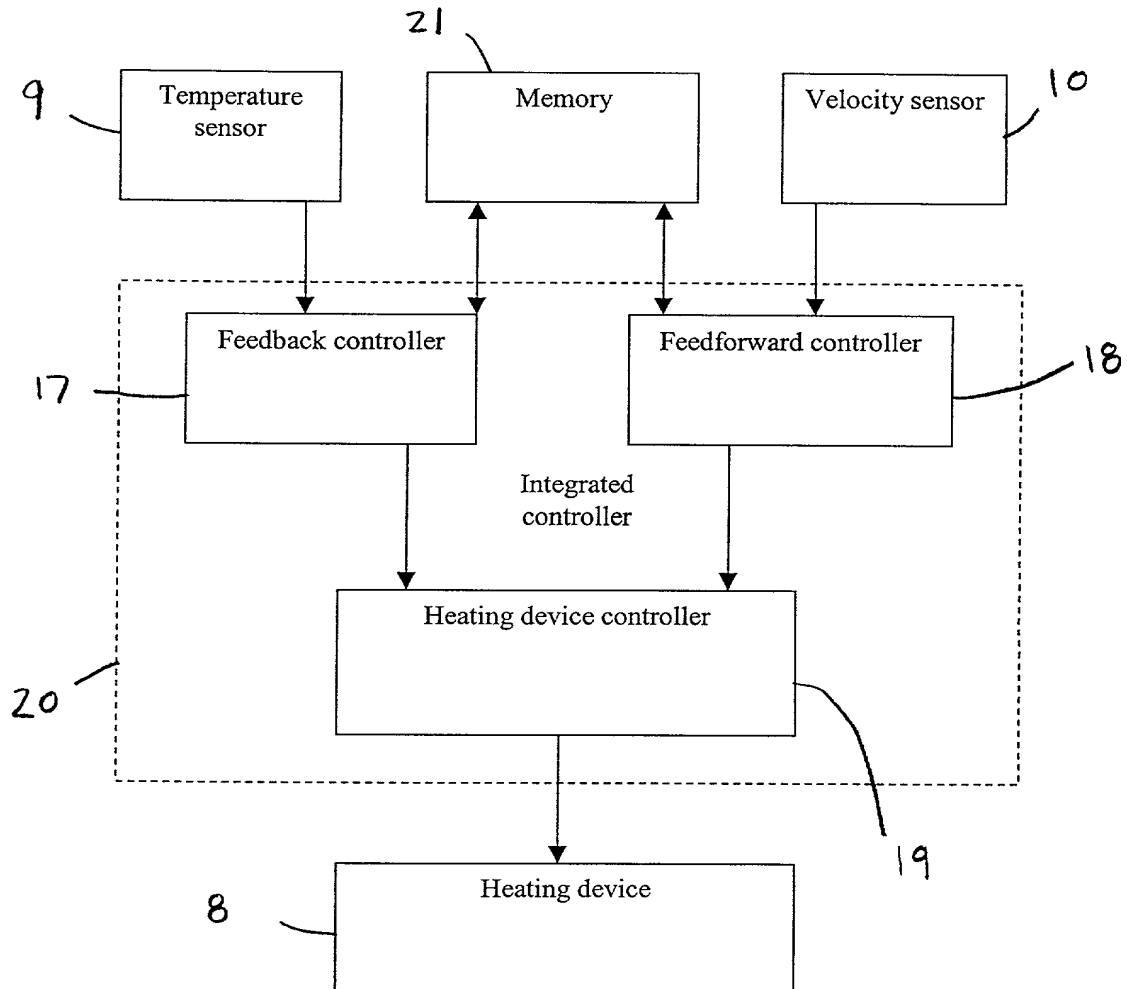 21
9
Temperature
sensor
Memory
Velocity sensor
10
17
Feedback controller
Feedforward controller
18
Integrated
controller
20
Heating device controller
19
8
Heating device